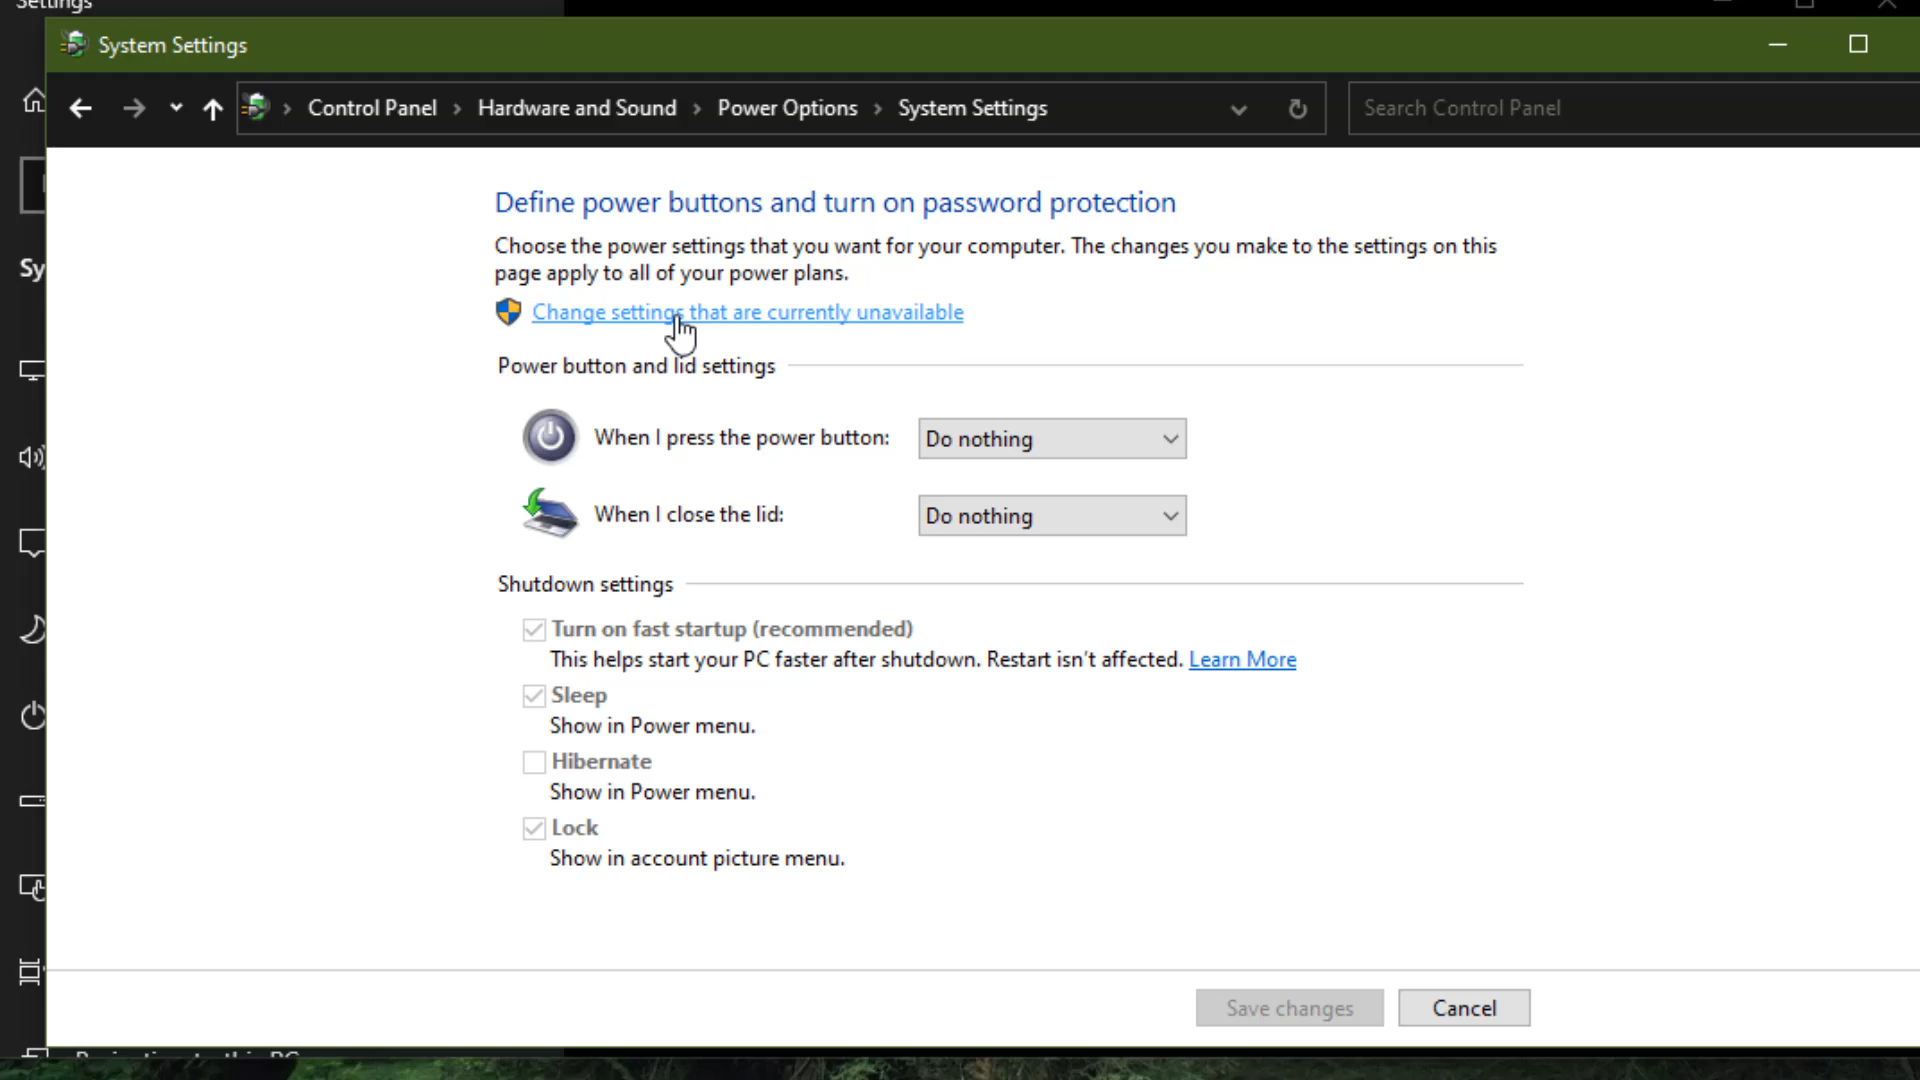 Settings
System Settings
Control Panel > Hardware and Sound > Power Options > System Settings
Search Control Panel
Sy
Define power buttons and turn on password protection
Choose the power settings that you want for your computer. The changes you make to the settings on this
page apply to all of your power plans.
Change settings that are currently unavailable
Power button and lid settings
When I press the power button: Do nothing
When I close the lid: Do nothing
Shutdown settings
Turn on fast startup (recommended)
This helps start your PC faster after shutdown. Restart isn't affected. Learn More
Sleep
Show in Power menu.
Hibernate
Show in Power menu.
Lock
Show in account picture menu.
Save changes
Cancel
Projecting to this PC